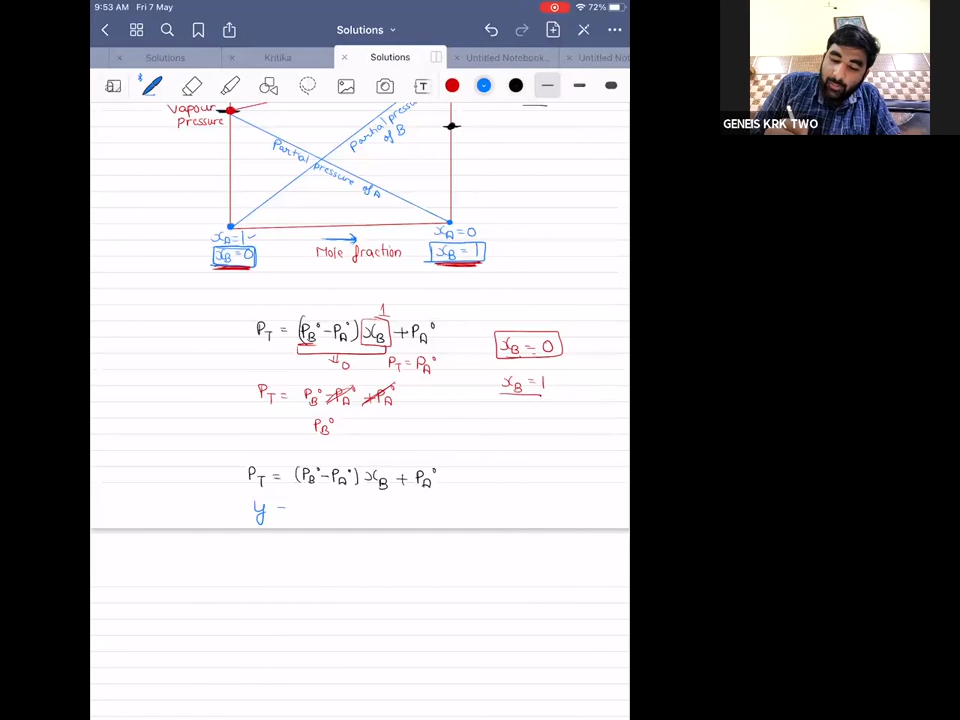 9:53 AM Fri 7 May
72%
Solutions
Solutions
Kritika
Solutions
Untitled Notebook...
Untitled Not
GENEIS KRK TWO
Vapour
Pressure
Partial pressu
of B
Partial pressure of A
xA=1
xB=0
Mole fraction
xA=0
xB=1
1
PT = (PB°-PA°) xB + PA°
xB = 0
0
PT = PA°
xB = 1
PT = PB° -PA° +PA°
PB°
PT = (PB°-PA°) xB + PA°
y =